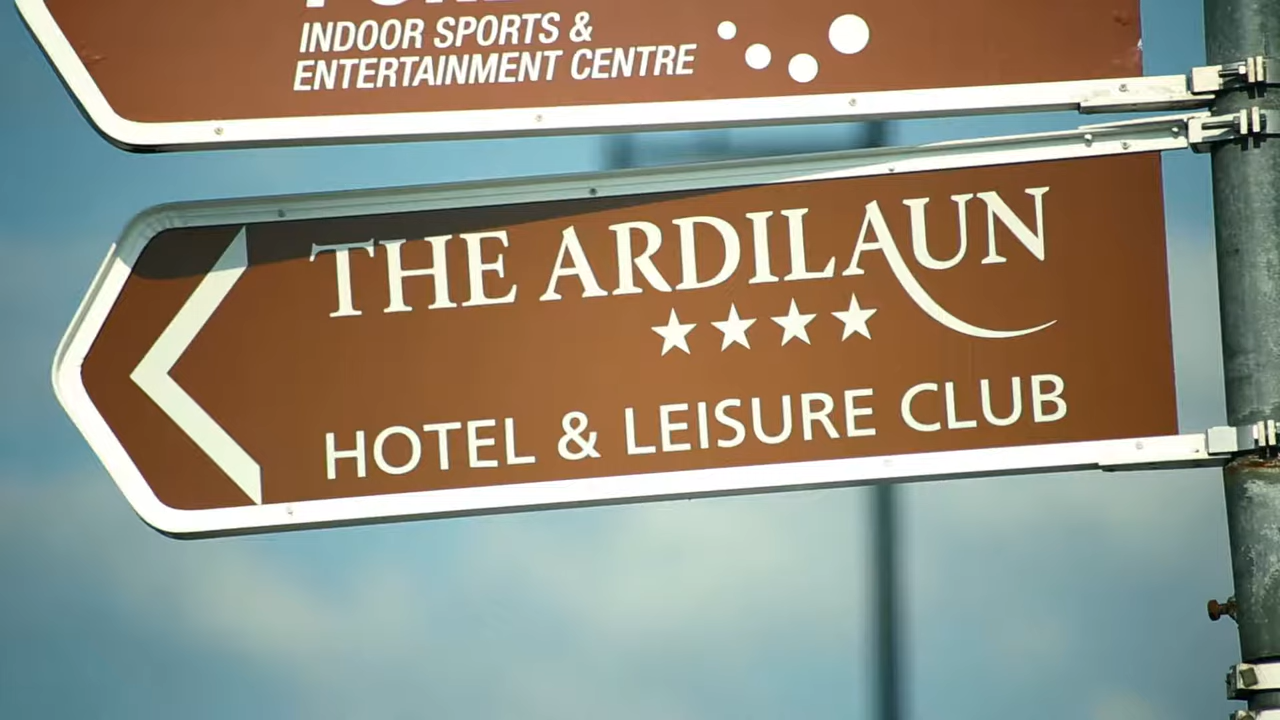 INDOOR SPORTS &
ENTERTAINMENT CENTRE
THE ARDILAUN
HOTEL & LEISURE CLUB